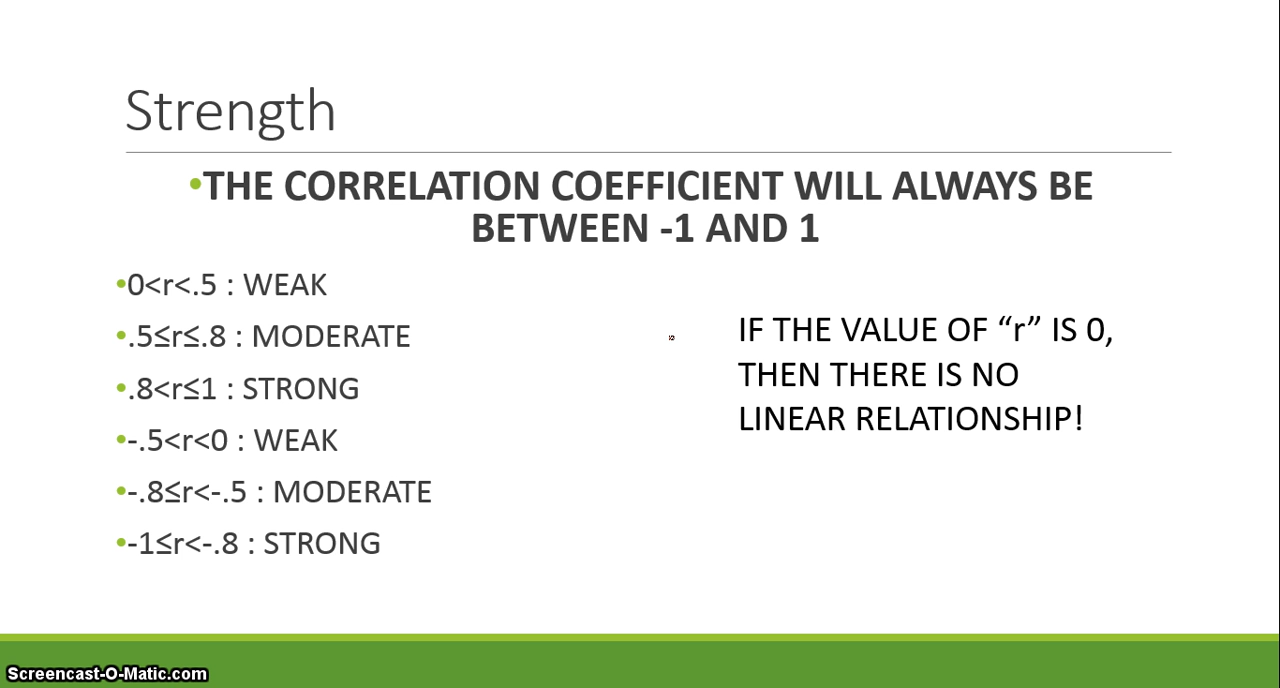 Strength
•THE CORRELATION COEFFICIENT WILL ALWAYS BE
BETWEEN -1 AND 1
•0<r<.5 : WEAK
•.5≤r≤.8 : MODERATE
•.8<r≤1 : STRONG
•-.5<r<0 : WEAK
•-.8≤r<-.5 : MODERATE
•-1≤r<-.8 : STRONG
IF THE VALUE OF “r” IS 0,
THEN THERE IS NO
LINEAR RELATIONSHIP!
Screencast-O-Matic.com